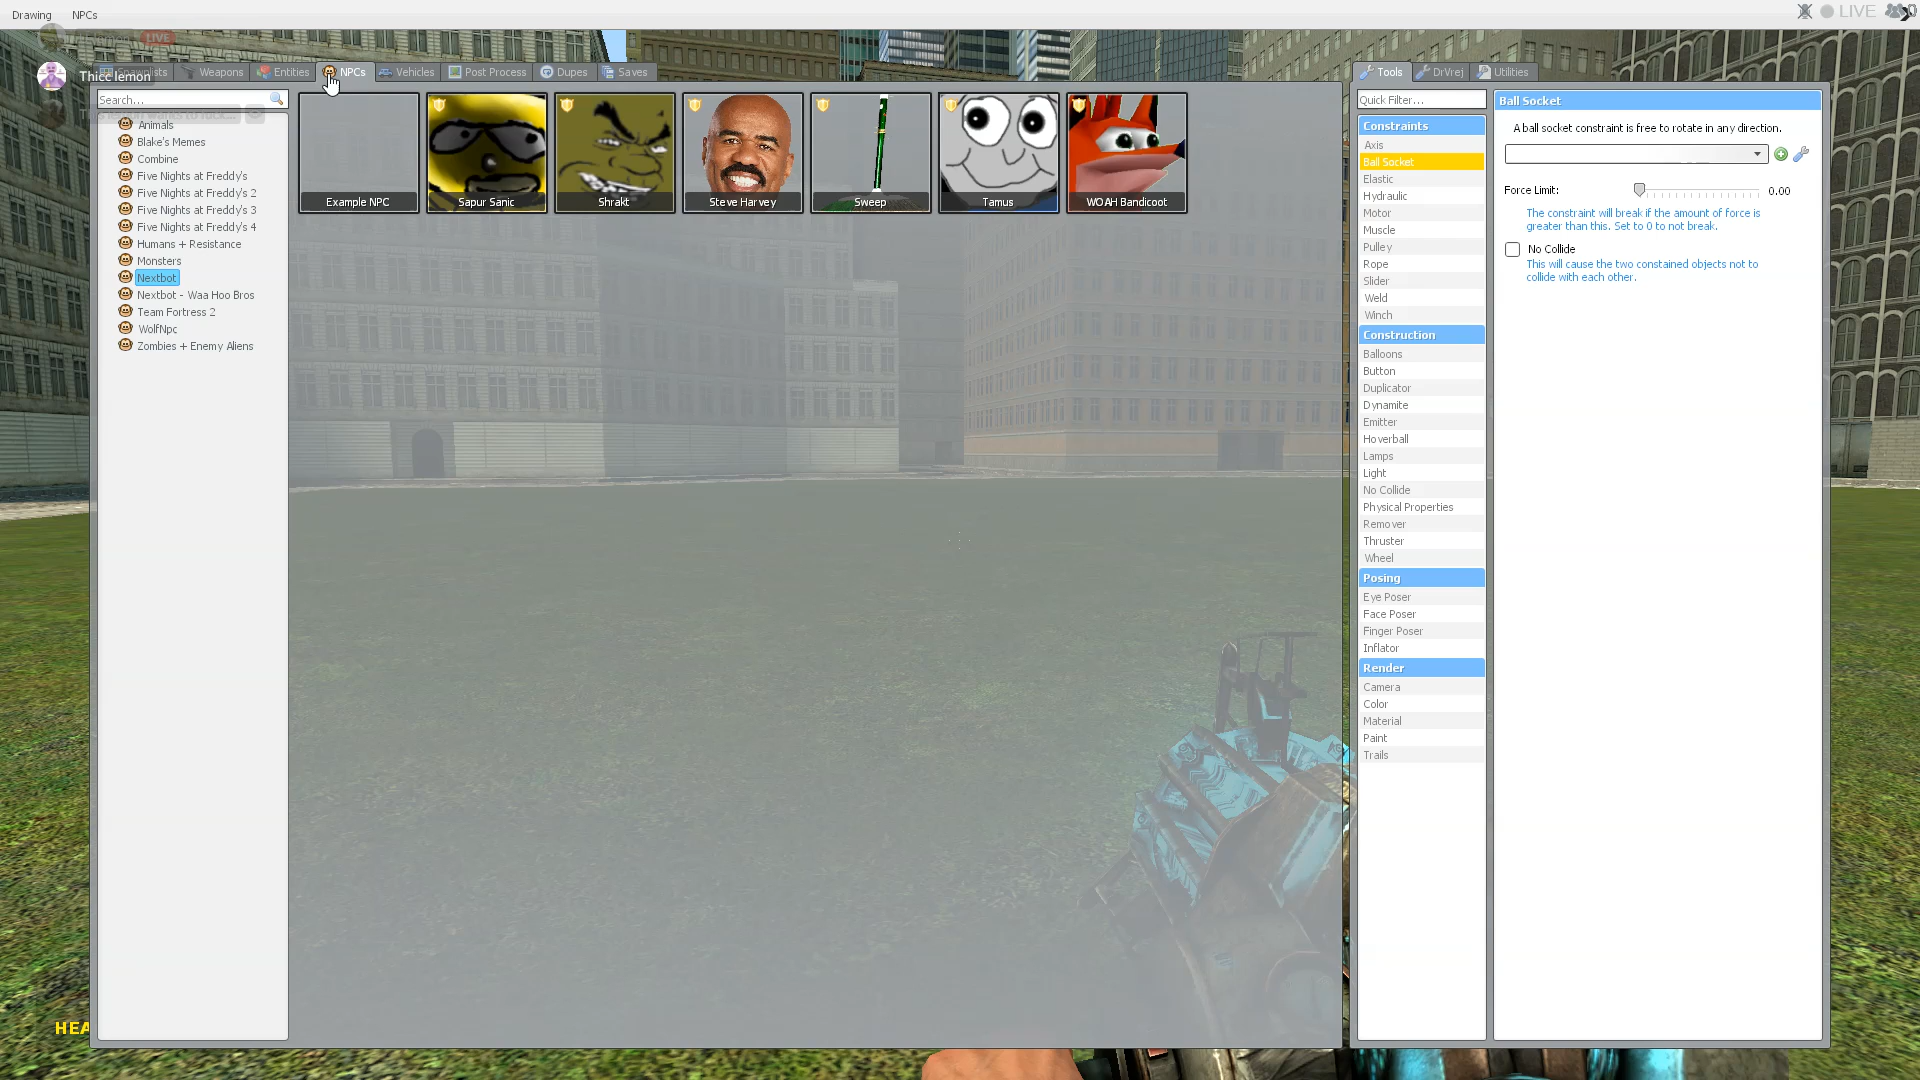 Drawing NPCs
LIVE 0
LIVE
Thicc lemon
Weapons Entities NPCs Vehicles Post Process Dupes Saves
Search...
Animals
Blake's Memes
Combine
Five Nights at Freddy's
Five Nights at Freddy's 2
Five Nights at Freddy's 3
Five Nights at Freddy's 4
Humans + Resistance
Monsters
Nextbot
Nextbot - Waa Hoo Bros
Team Fortress 2
WolfNpc
Zombies + Enemy Aliens
Example NPC
Sapur Sanic
Shrakt
Steve Harvey
Sweep
Tamus
WOAH Bandicoot
Tools DrVrej Utilities
Quick Filter...
Constraints
Axis
Ball Socket
Elastic
Hydraulic
Motor
Muscle
Pulley
Rope
Slider
Weld
Winch
Construction
Balloons
Button
Duplicator
Dynamite
Emitter
Hoverball
Lamps
Light
No Collide
Physical Properties
Remover
Thruster
Wheel
Posing
Eye Poser
Face Poser
Finger Poser
Inflator
Render
Camera
Color
Material
Paint
Trails
Ball Socket
A ball socket constraint is free to rotate in any direction.
Force Limit: 0.00
The constraint will break if the amount of force is
greater than this. Set to 0 to not break.
No Collide
This will cause the two constained objects not to
collide with each other.
HEA